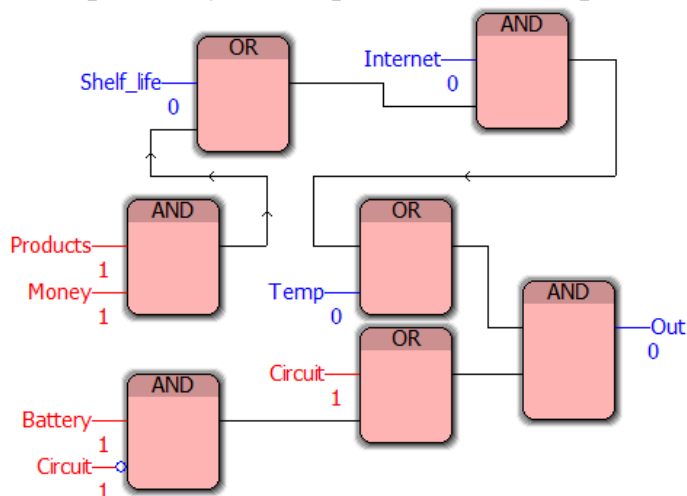 AND
OR
Internet
0
Shelf_life
0
AND
OR
Products
1
Money
1
Temp
0
AND
Out
0
OR
AND
Circuit
1
Battery
1
Circuit
1